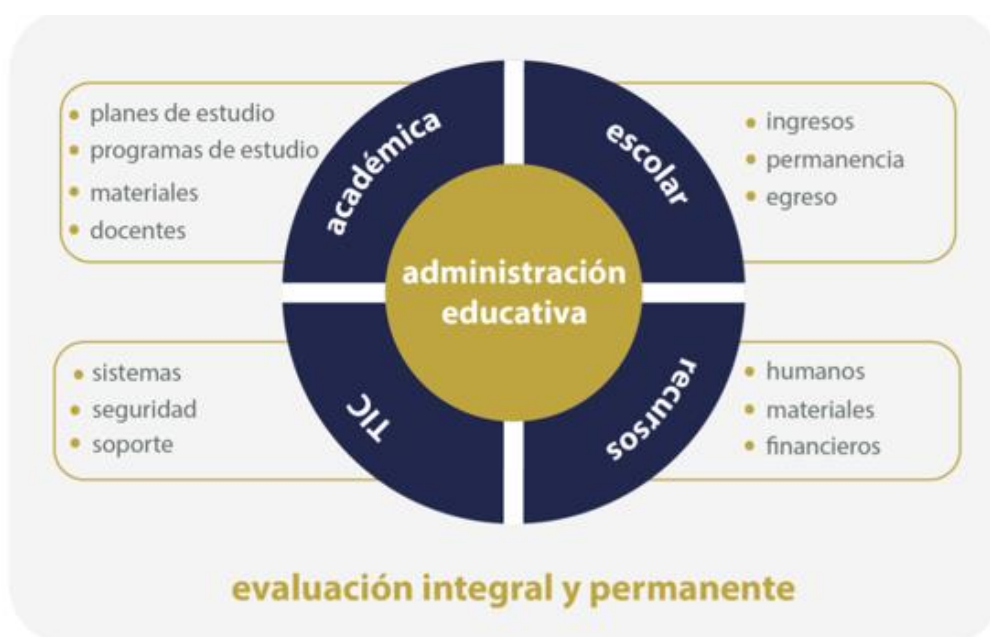 planes de estudio
programas de estudio
materiales
docentes
académica
escolar
ingresos
permanencia
egreso
administración
educativa
sistemas
seguridad
soporte
TIC
recursos
humanos
materiales
financieros
evaluación integral y permanente